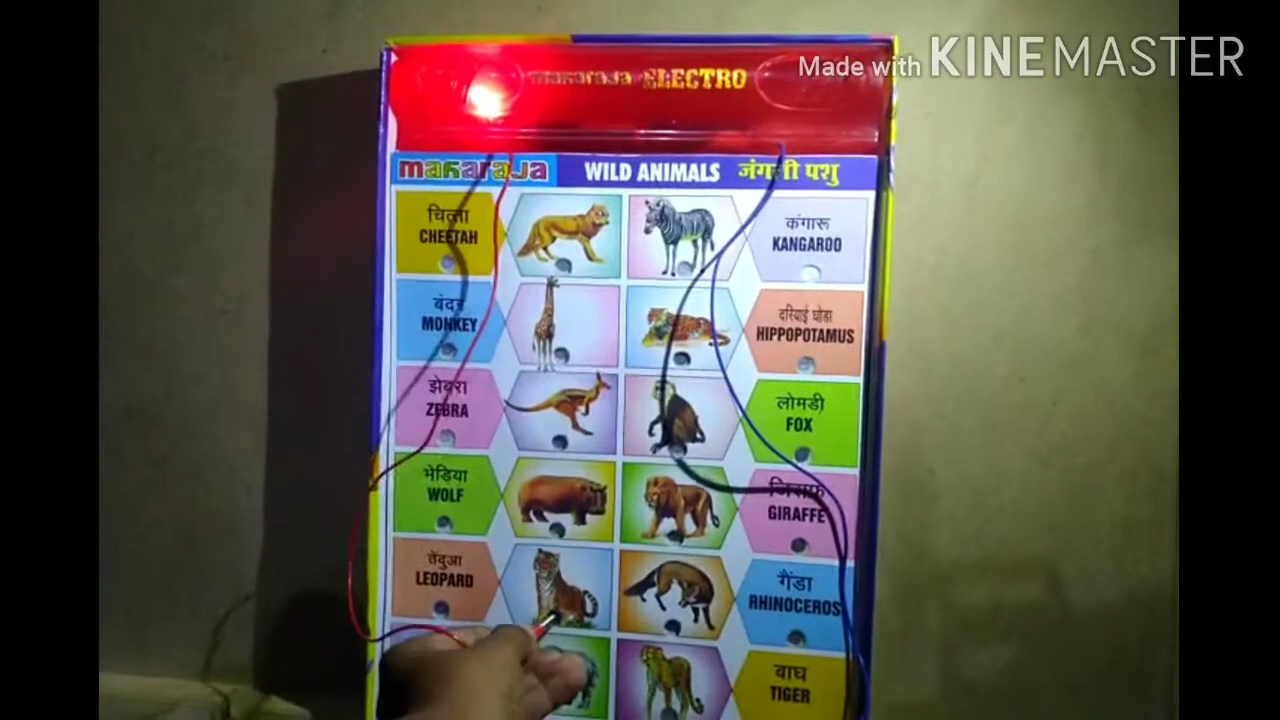 Made with KINEMASTER
maharaja ELECTRO
maharaja WILD ANIMALS जंगली पशु
चित्ता
CHEETAH
कंगारू
KANGAROO
बंदर
MONKEY
दरियाई घोडा
HIPPOPOTAMUS
झेबरा
ZEBRA
लोमडी़
FOX
भेड़िया
WOLF
जिराफ
GIRAFFE
तेंदुआ
LEOPARD
गैंडा
RHINOCEROS
बाघ
TIGER